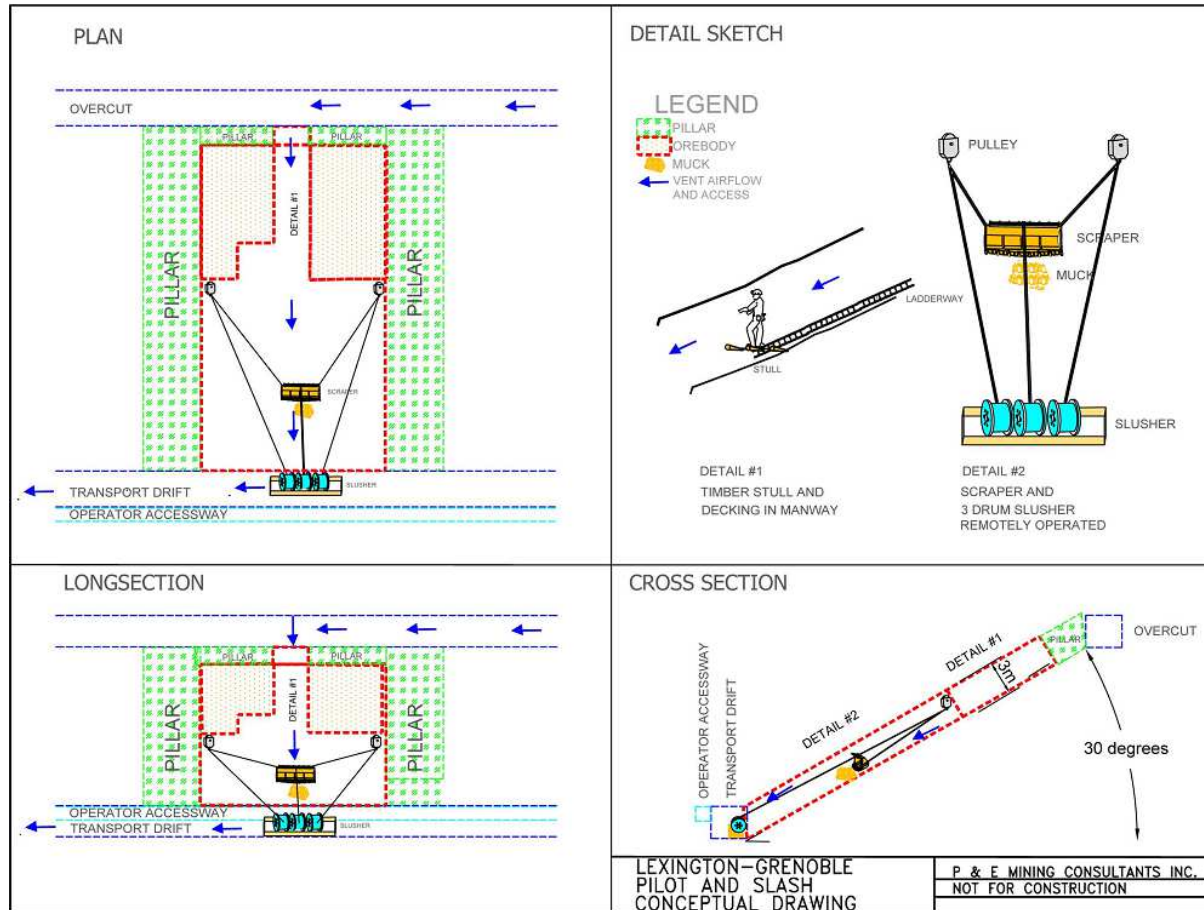 PLAN
OVERCUT
PILLAR
PILLAR
PILLAR
DETAIL #1
PILLAR
SCRAPER
SLUSHER
TRANSPORT DRIFT
OPERATOR ACCESSWAY
DETAIL SKETCH
LEGEND
PILLAR
OREBODY
MUCK
VENT AIRFLOW
AND ACCESS
PULLEY
SCRAPER
MUCK
LADDERWAY
STULL
SLUSHER
DETAIL #1
TIMBER STULL AND
DECKING IN MANWAY
DETAIL #2
SCRAPER AND
3 DRUM SLUSHER
REMOTELY OPERATED
LONGSECTION
PILLAR
PILLAR
PILLAR
DETAIL #1
PILLAR
SCRAPER
OPERATOR ACCESSWAY
TRANSPORT DRIFT
SLUSHER
CROSS SECTION
OVERCUT
PILLAR
DETAIL #1
3m
DETAIL #2
OPERATOR ACCESSWAY
TRANSPORT DRIFT
30 degrees
LEXINGTON-GRENOBLE
PILOT AND SLASH
CONCEPTUAL DRAWING
P & E MINING CONSULTANTS INC.
NOT FOR CONSTRUCTION